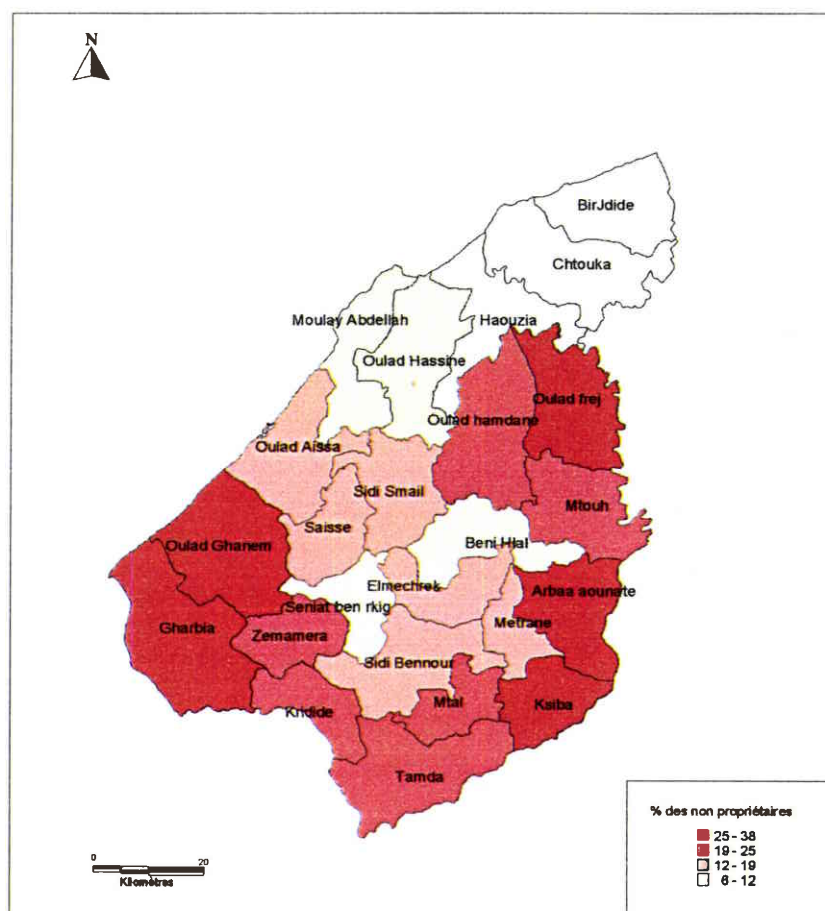 N
BirJdide
Chtouka
Moulay Abdellah
Haouzia
Oulad Hassine
Oulad frej
Oulad hamdane
Oulad Aïssa
Sidi Smail
Mtouh
Saisse
Oulad Ghanem
Beni Hlal
Elmechrek
Arbaa aounate
Seniat ben rkig
Gharbia
Zemamera
Metrane
Sidi Bennour
Mtal
Ksiba
Kridide
Tamda
% des non propriétaires
25 - 38
19 - 25
12 - 19
6 - 12
0 20
Kilomètres